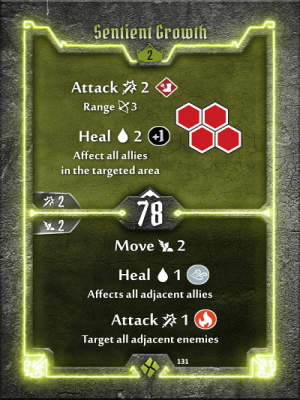 Sentient Growth
2
Attack 2
Range 3
Heal 2 +1
Affect all allies
in the targeted area
2
78
2
Move 2
Heal 1
Affects all adjacent allies
Attack 1
Target all adjacent enemies
131